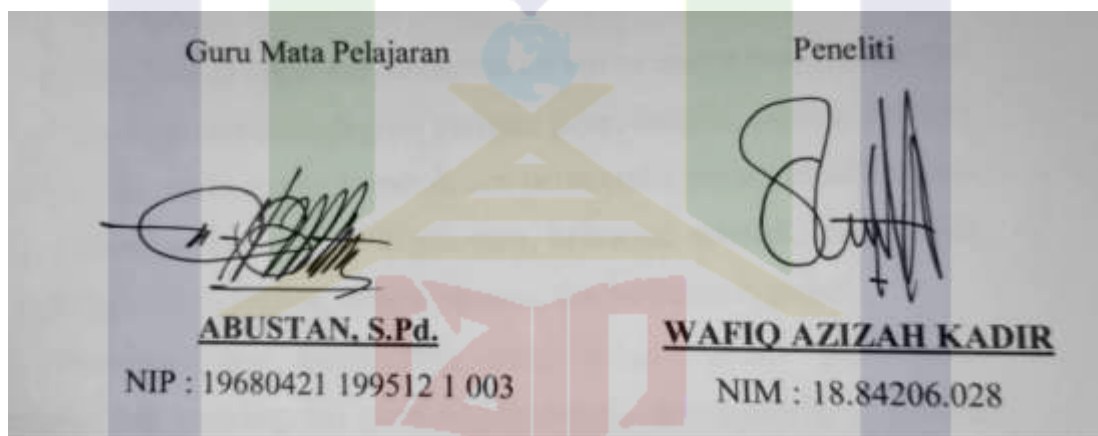 Guru Mata Pelajaran
Peneliti
ABUSTAN, S.Pd.
WAFIQ AZIZAH KADIR
NIP : 19680421 199512 1 003
NIM : 18.84206.028